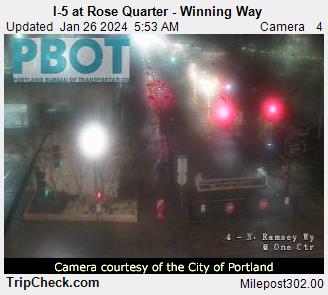 I-5 at Rose Quarter - Winning Way
Updated Jan 26 2024 5:53 AM Camera 4
PBOT
PORTLAND BUREAU OF TRANSPORTATION
4 - N. Ramsey Wy
@ One Ctr
Camera courtesy of the City of Portland
TripCheck.com Milepost302.00